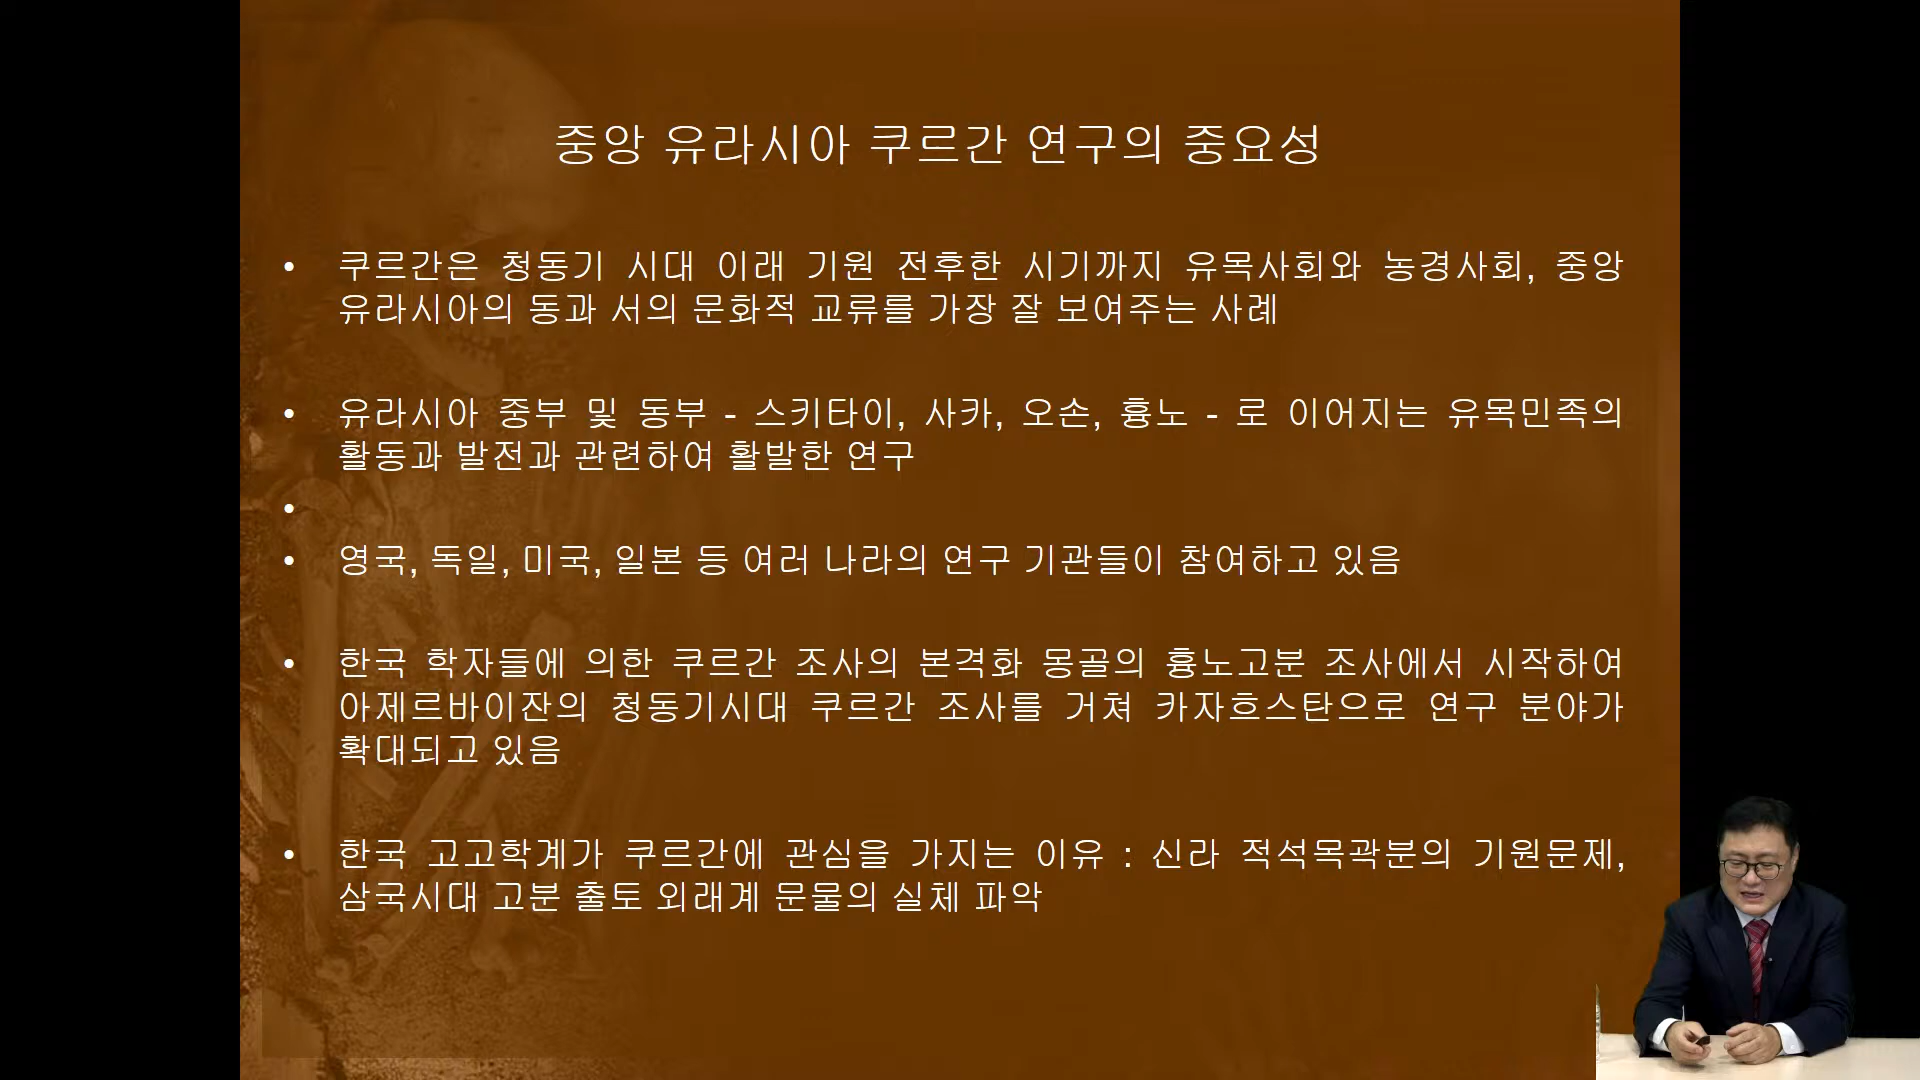 중앙 유라시아 쿠르간 연구의 중요성
• 쿠르간은 청동기 시대 이래 기원 전후한 시기까지 유목사회와 농경사회, 중앙
유라시아의 동과 서의 문화적 교류를 가장 잘 보여주는 사례
• 유라시아 중부 및 동부 - 스키타이, 사카, 오손, 흉노 - 로 이어지는 유목민족의
활동과 발전과 관련하여 활발한 연구
•
• 영국, 독일, 미국, 일본 등 여러 나라의 연구 기관들이 참여하고 있음
• 한국 학자들에 의한 쿠르간 조사의 본격화 몽골의 흉노고분 조사에서 시작하여
아제르바이잔의 청동기시대 쿠르간 조사를 거쳐 카자흐스탄으로 연구 분야가
확대되고 있음
• 한국 고고학계가 쿠르간에 관심을 가지는 이유 : 신라 적석목곽분의 기원문제,
삼국시대 고분 출토 외래계 문물의 실체 파악